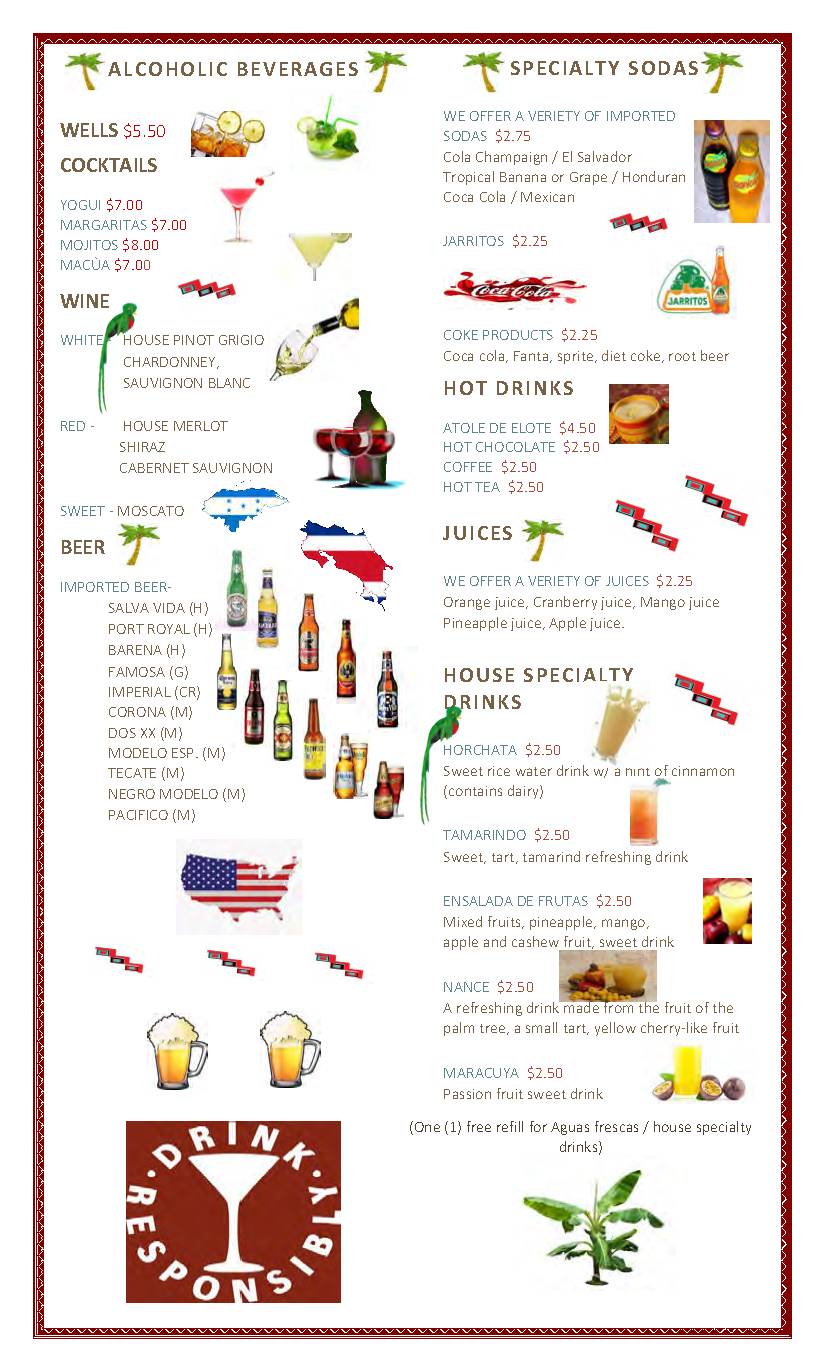 ALCOHOLIC BEVERAGES
WELLS $5.50
COCKTAILS
YOGUI $7.00
MARGARITAS $7.00
MOJITOS $8.00
MACÙA $7.00
WINE
WHITE- HOUSE PINOT GRIGIO
CHARDONNEY,
SAUVIGNON BLANC
RED - HOUSE MERLOT
SHIRAZ
CABERNET SAUVIGNON
SWEET - MOSCATO
BEER
IMPORTED BEER-
SALVA VIDA (H)
PORT ROYAL (H)
BARENA (H)
FAMOSA (G)
IMPERIAL (CR)
CORONA (M)
DOS XX (M)
MODELO ESP. (M)
TECATE (M)
NEGRO MODELO (M)
PACIFICO (M)
DRINK RESPONSIBLY
SPECIALTY SODAS
WE OFFER A VERIETY OF IMPORTED
SODAS $2.75
Cola Champaign / El Salvador
Tropical Banana or Grape / Honduran
Coca Cola / Mexican
JARRITOS $2.25
Coca-Cola
JARRITOS
COKE PRODUCTS $2.25
Coca cola, Fanta, sprite, diet coke, root beer
HOT DRINKS
ATOLE DE ELOTE $4.50
HOT CHOCOLATE $2.50
COFFEE $2.50
HOT TEA $2.50
JUICES
WE OFFER A VERIETY OF JUICES $2.25
Orange juice, Cranberry juice, Mango juice
Pineapple juice, Apple juice.
HOUSE SPECIALTY
DRINKS
HORCHATA $2.50
Sweet rice water drink w/ a hint of cinnamon
(contains dairy)
TAMARINDO $2.50
Sweet, tart, tamarind refreshing drink
ENSALADA DE FRUTAS $2.50
Mixed fruits, pineapple, mango,
apple and cashew fruit, sweet drink
NANCE $2.50
A refreshing drink made from the fruit of the
palm tree, a small tart, yellow cherry-like fruit
MARACUYA $2.50
Passion fruit sweet drink
(One (1) free refill for Aguas frescas / house specialty
drinks)